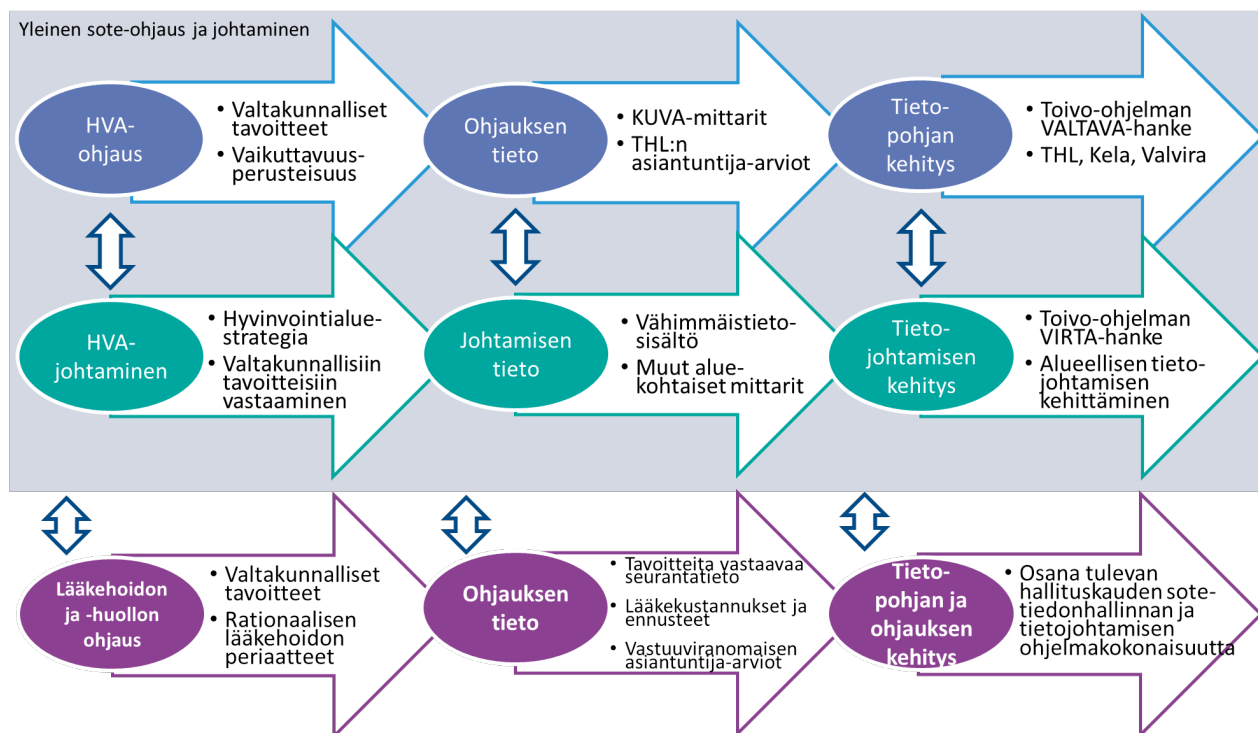 Yleinen sote-ohjaus ja johtaminen
HVA-
ohjaus
• Valtakunnalliset
tavoitteet
• Vaikuttavuus-
perusteisuus
Ohjauksen
tieto
• KUVA-mittarit
• THL:n
asiantuntija-arviot
Tieto-
pohjan
kehitys
• Toivo-ohjelman
VALTAVA-hanke
• THL, Kela, Valvira
HVA-
johtaminen
• Hyvinvointialue-
strategia
• Valtakunnallisiin
tavoitteisiin
vastaaminen
Johtamisen
tieto
• Vähimmäistieto-
sisältö
• Muut alue-
kohtaiset mittarit
Tieto-
johtamisen
kehitys
• Toivo-ohjelman
VIRTA-hanke
• Alueellisen tieto-
johtamisen
kehittäminen
Lääkehoidon
ja -huollon
ohjaus
• Valtakunnalliset
tavoitteet
• Rationaalisen
lääkehoidon
periaatteet
Ohjauksen
tieto
• Tavoitteita vastaavaa
seurantatieto
• Lääkekustannukset ja
ennusteet
• Vastuuviranomaisen
asiantuntija-arviot
Tieto-
pohjan ja
ohjauksen
kehitys
• Osana tulevan
hallituskauden sote-
tiedonhallinnan ja
tietojohtamisen
ohjelmakokonaisuutta